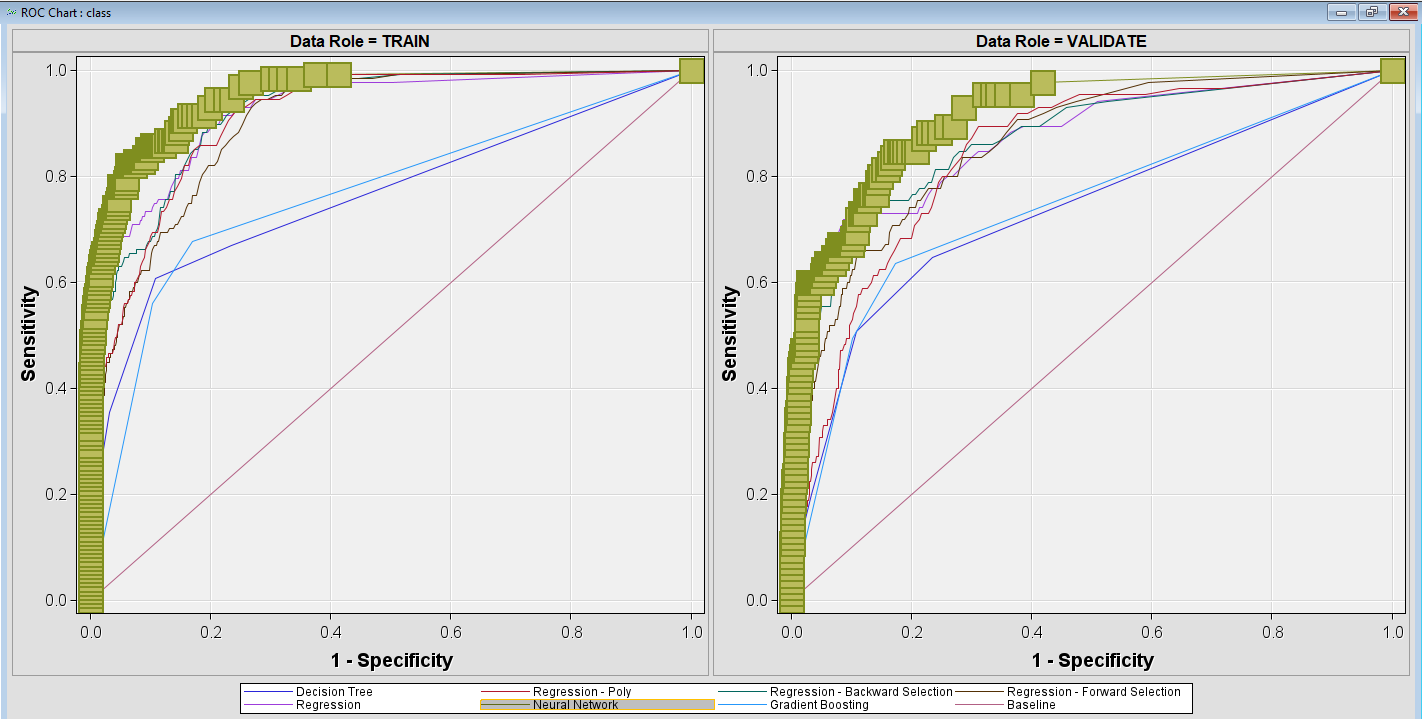 ROC Chart : class
Data Role = TRAIN
1.0
0.8
0.6
0.4
0.2
0.0
Sensitivity
0.0 0.2 0.4 0.6 0.8 1.0
1 - Specificity
Data Role = VALIDATE
1.0
0.8
0.6
0.4
0.2
0.0
Sensitivity
0.0 0.2 0.4 0.6 0.8 1.0
1 - Specificity
Decision Tree Regression - Poly Regression - Backward Selection Regression - Forward Selection
Regression Neural Network Gradient Boosting Baseline